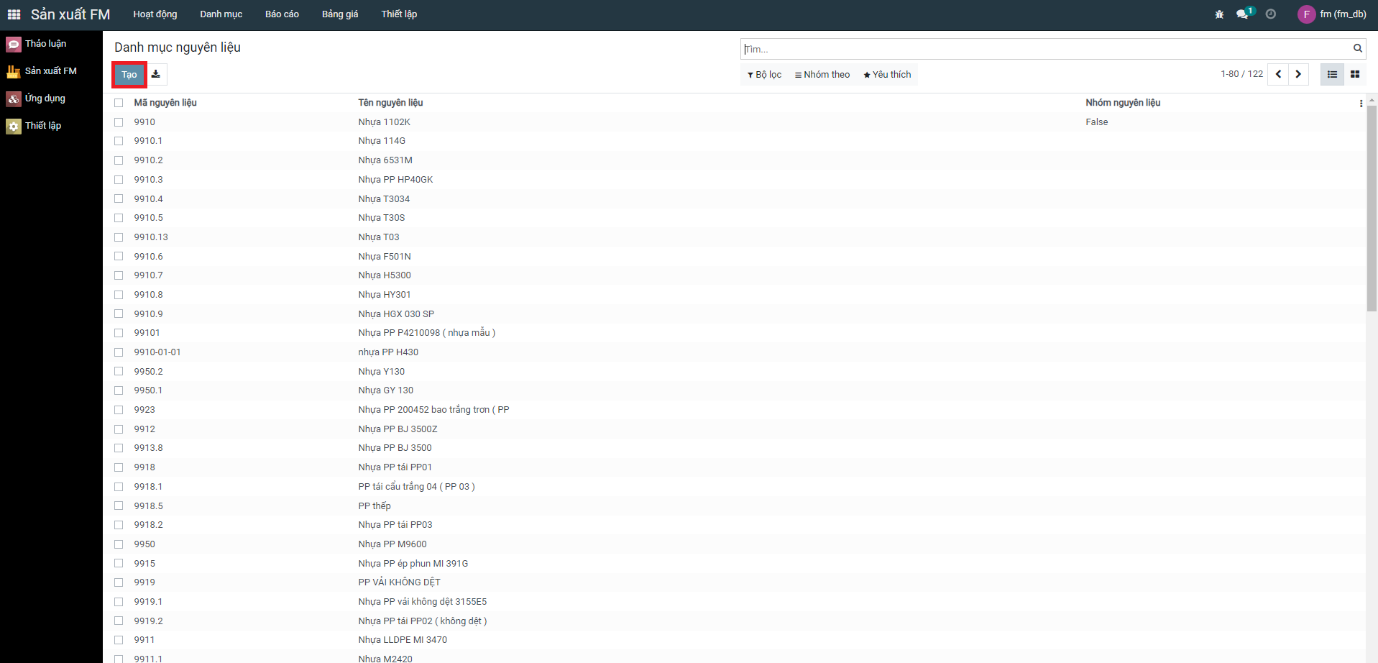 Sản xuất FM Hoạt động Danh mục Báo cáo Bảng giá Thiết lập 1 F fm (fm_db)
Thảo luận
Sản xuất FM
Ứng dụng
Thiết lập
Danh mục nguyên liệu
Tìm...
Tạo
Bộ lọc Nhóm theo Yêu thích 1-80 / 122
Mã nguyên liệu Tên nguyên liệu Nhóm nguyên liệu
9910 Nhựa 1102K False
9910.1 Nhựa 114G
9910.2 Nhựa 6531M
9910.3 Nhựa PP HP40GK
9910.4 Nhựa T3034
9910.5 Nhựa T30S
9910.13 Nhựa T03
9910.6 Nhựa F501N
9910.7 Nhựa H5300
9910.8 Nhựa HY301
9910.9 Nhựa HGX 030 SP
99101 Nhựa PP P4210098 ( nhựa mẫu )
9910-01-01 nhựa PP H430
9950.2 Nhựa Y130
9950.1 Nhựa GY 130
9923 Nhựa PP 200452 bao trắng trơn ( PP
9912 Nhựa PP BJ 3500Z
9913.8 Nhựa PP BJ 3500
9918 Nhựa PP tái PP01
9918.1 PP tái cẩu trắng 04 ( PP 03 )
9918.5 PP thếp
9918.2 Nhựa PP tái PP03
9950 Nhựa PP M9600
9915 Nhựa PP ép phun MI 391G
9919 PP VẢI KHÔNG DỆT
9919.1 Nhựa PP vải không dệt 3155E5
9919.2 Nhựa PP tái PP02 ( không dệt )
9911 Nhựa LLDPE MI 3470
9911.1 Nhựa M2420